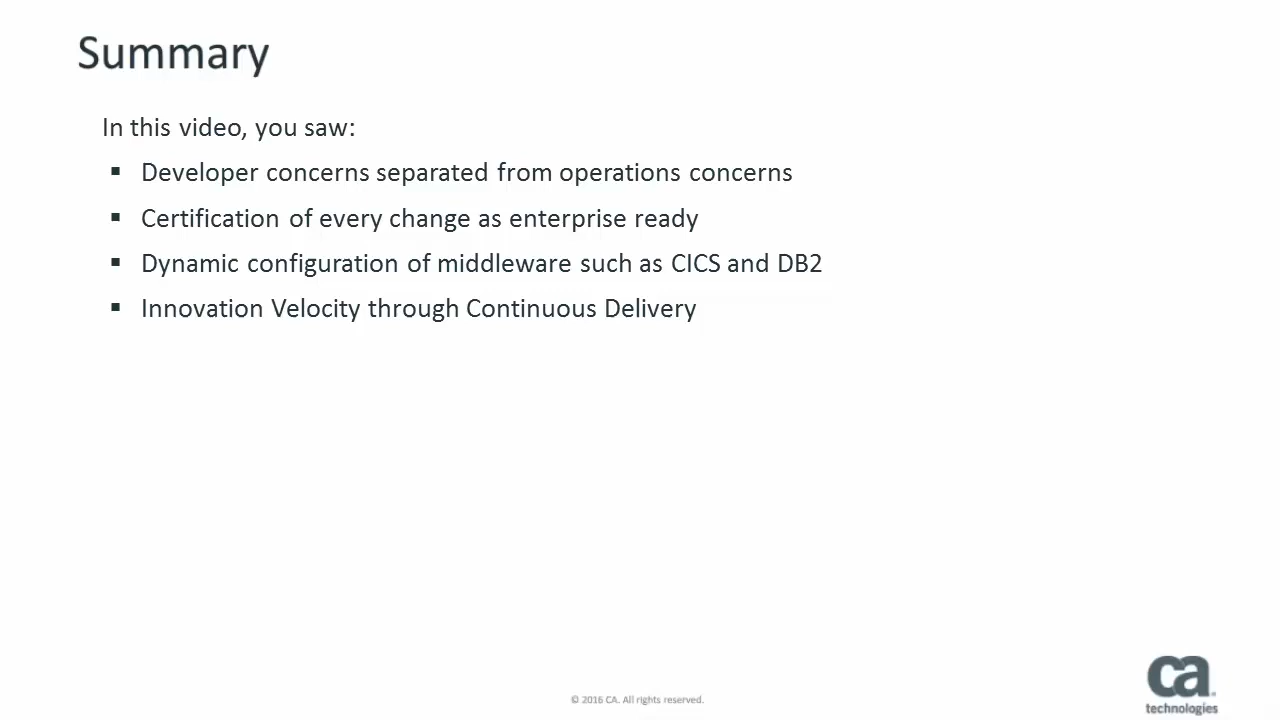 Summary
In this video, you saw:
▪ Developer concerns separated from operations concerns
▪ Certification of every change as enterprise ready
▪ Dynamic configuration of middleware such as CICS and DB2
▪ Innovation Velocity through Continuous Delivery
© 2016 CA. All rights reserved.
ca
technologies